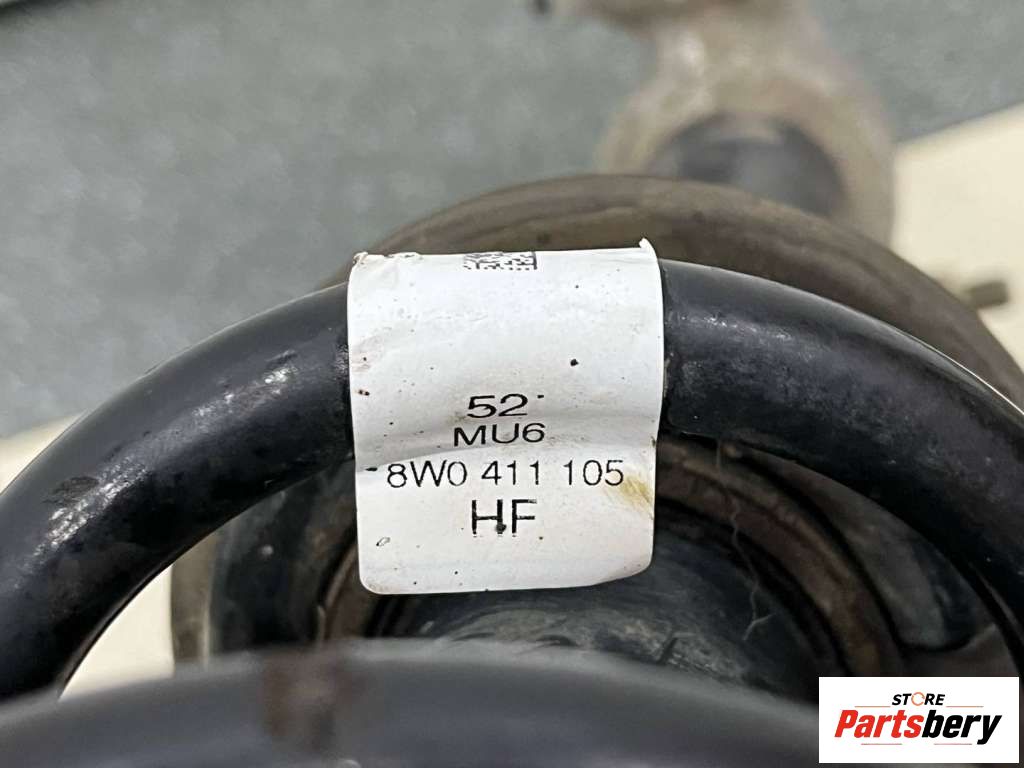 52
MU6
8W0 411 105
HF
STORE
Partsbery